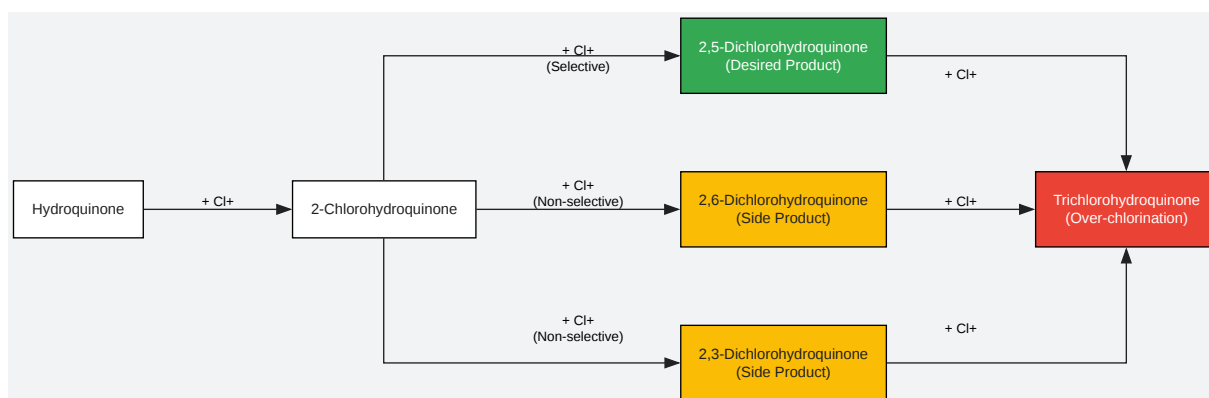 + Cl+
(Selective)
2,5-Dichlorohydroquinone
(Desired Product)
+ Cl+
Hydroquinone
+ Cl+
2-Chlorohydroquinone
+ Cl+
(Non-selective)
2,6-Dichlorohydroquinone
(Side Product)
+ Cl+
Trichlorohydroquinone
(Over-chlorination)
+ Cl+
(Non-selective)
2,3-Dichlorohydroquinone
(Side Product)
+ Cl+